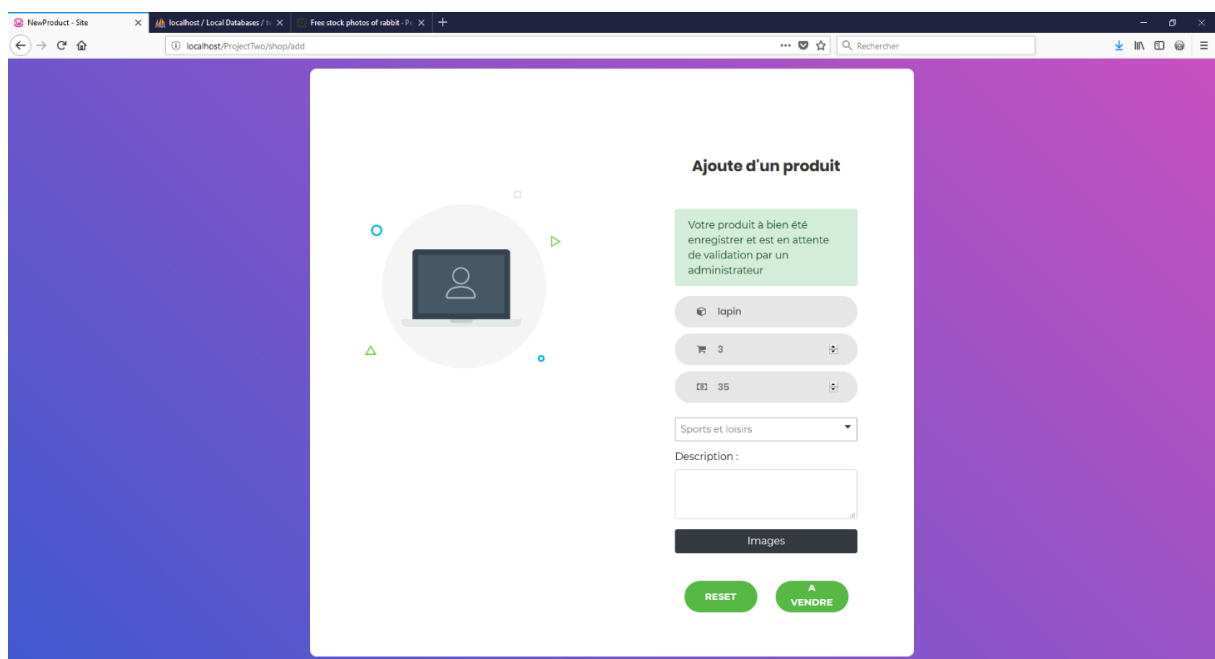 NewProduct - Site
localhost / Local Databases /
Free stock photos of rabbit
localhost/ProjectTwo/shop/add
Rechercher
Ajoute d'un produit
Votre produit à bien été
enregistrer et est en attente
de validation par un
administrateur
lapin
3
35
Sports et loisirs
Description :
Images
RESET
A
VENDRE